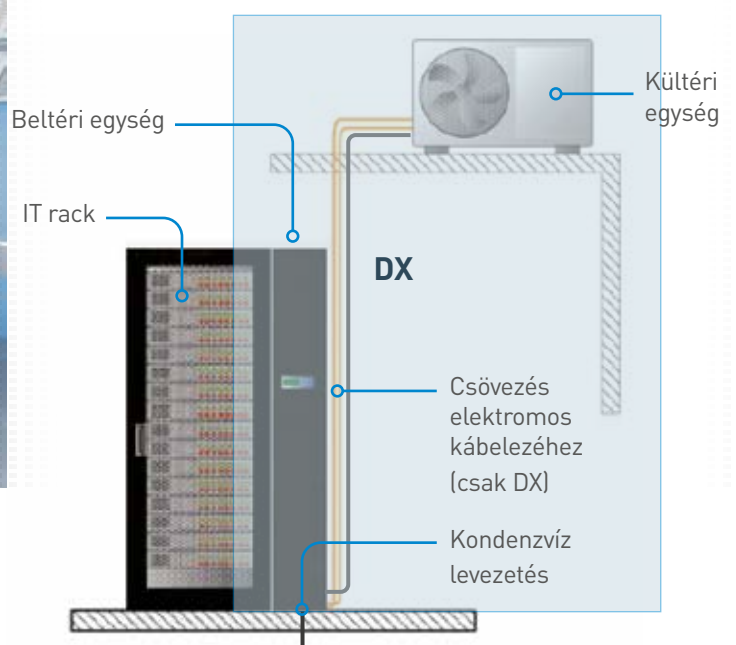 Kültéri
egység
Beltéri egység
IT rack
DX
Csövezés
elektromos
kábelezéhez
(csak DX)
Kondenzvíz
levezetés